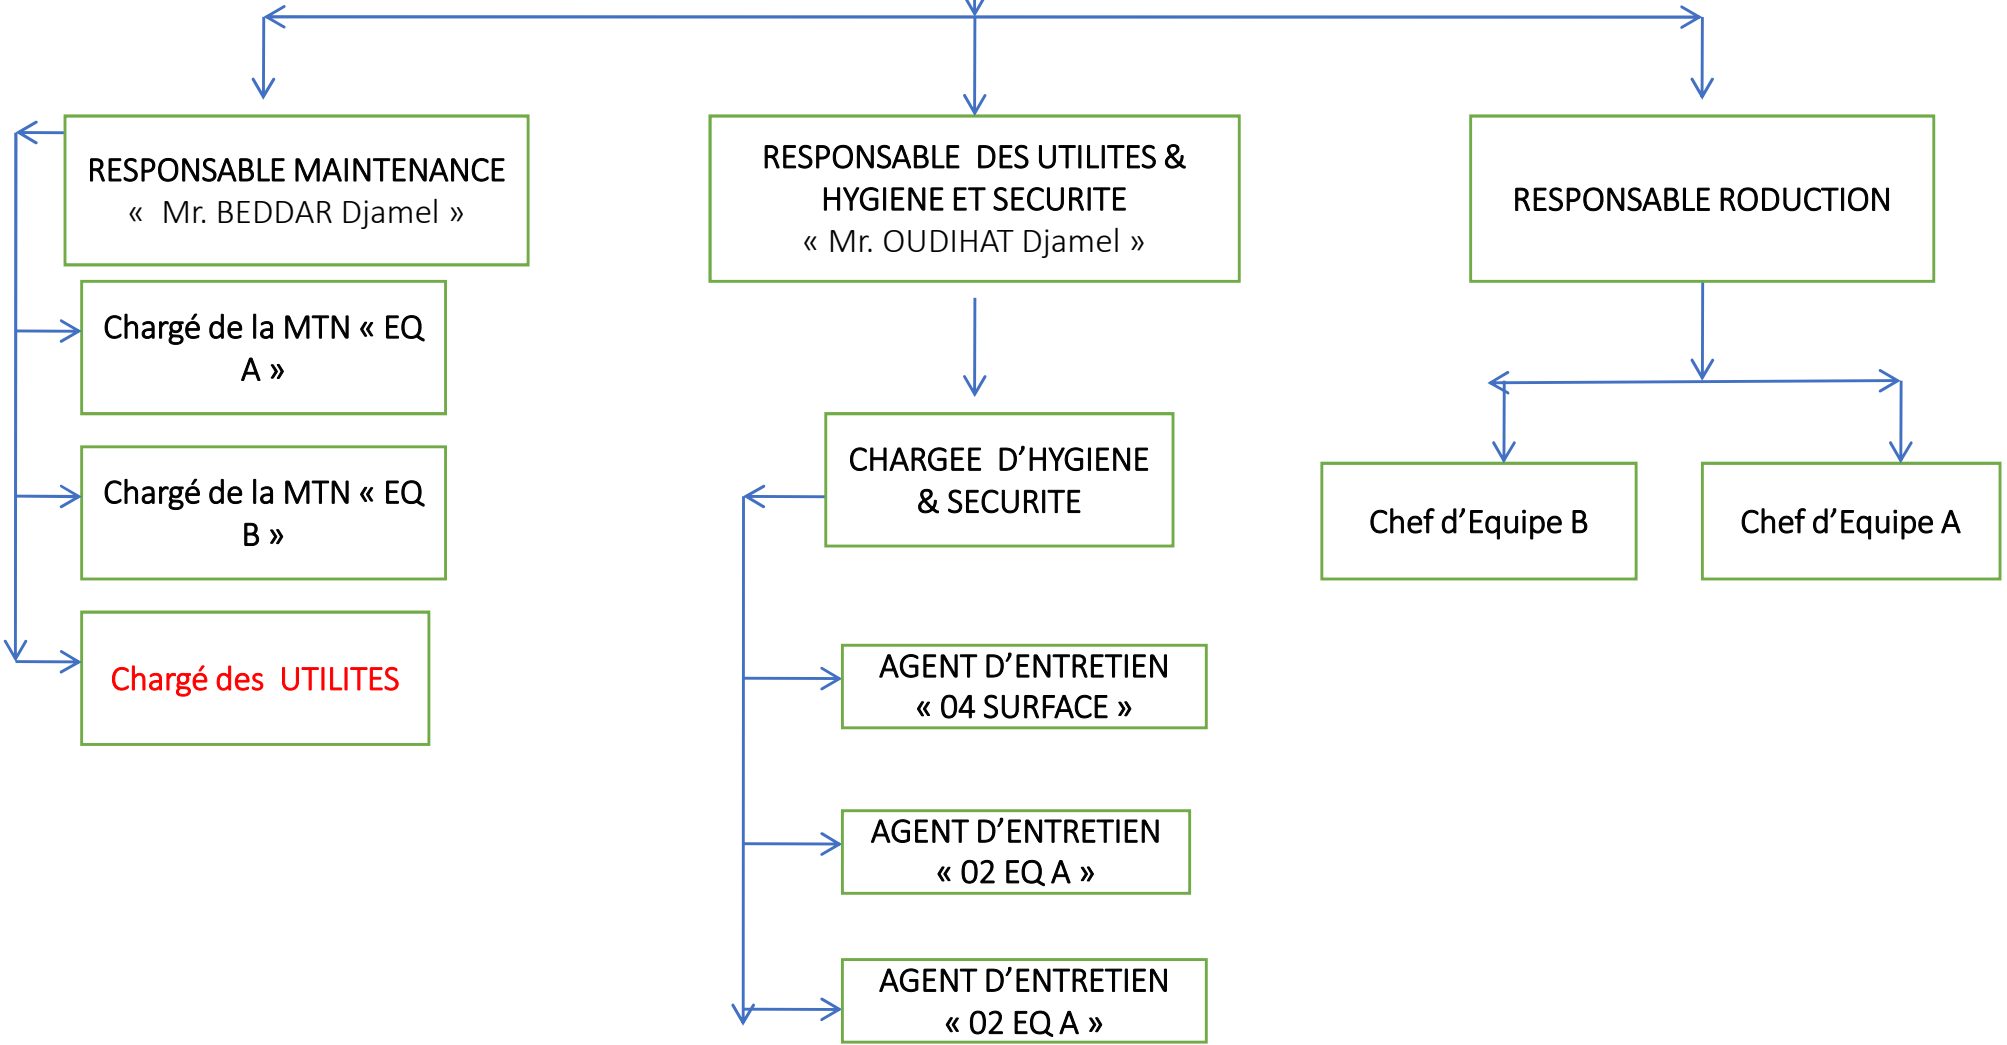 RESPONSABLE MAINTENANCE
« Mr. BEDDAR Djamel »
Chargé de la MTN « EQ
A »
Chargé de la MTN « EQ
B »
Chargé des UTILITES
RESPONSABLE DES UTILITES &
HYGIENE ET SECURITE
« Mr. OUDIHAT Djamel »
CHARGEE D’HYGIENE
& SECURITE
AGENT D’ENTRETIEN
« 04 SURFACE »
AGENT D’ENTRETIEN
« 02 EQ A »
AGENT D’ENTRETIEN
« 02 EQ A »
RESPONSABLE RODUCTION
Chef d’Equipe B
Chef d’Equipe A